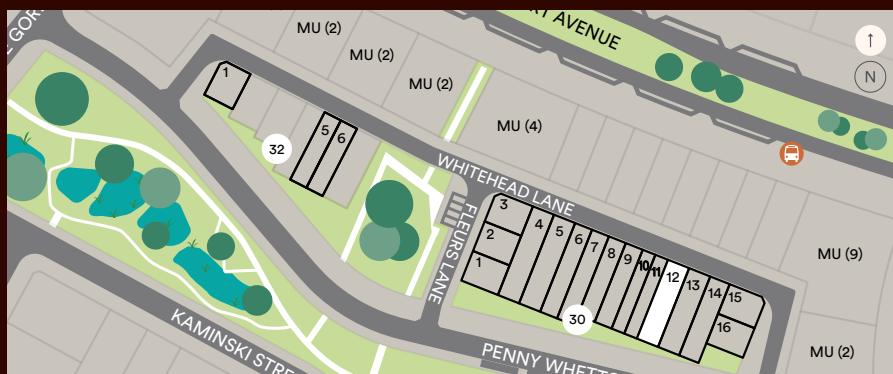 MU (2)
MU (2)
MU (2)
MU (4)
AVENUE
↑
N
1
5
6
32
WHITEHEAD LANE
FLEURS LANE
3
2
1
4
5
6
7
8
9
10
11
12
13
14
15
16
30
MU (9)
MU (2)
KAMINSKI
PENNY